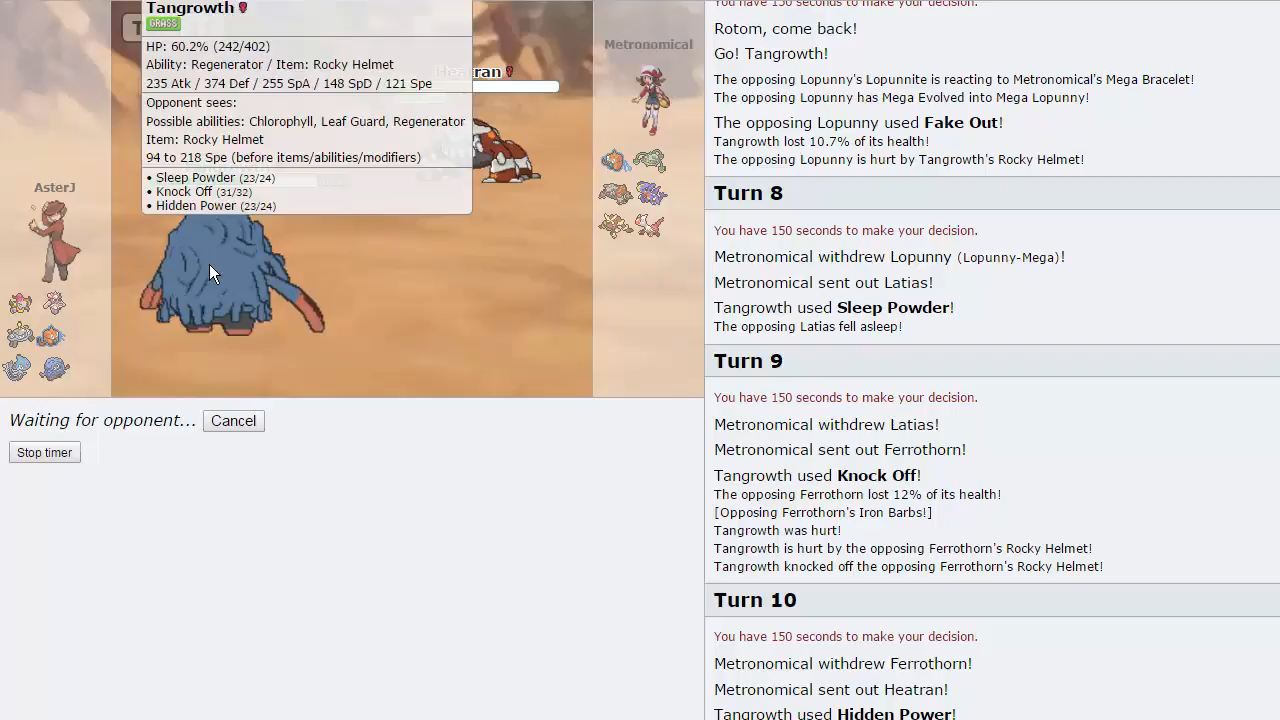 Tangrowth
GRASS
HP: 60.2% (242/402)
Ability: Regenerator / Item: Rocky Helmet
235 Atk / 374 Def / 255 SpA / 148 SpD / 121 Spe
Opponent sees:
Possible abilities: Chlorophyll, Leaf Guard, Regenerator
Item: Rocky Helmet
94 to 218 Spe (before items/abilities/modifiers)
• Sleep Powder (23/24)
• Knock Off (31/32)
• Hidden Power (23/24)
Metronomical
AsterJ
Waiting for opponent... Cancel
Stop timer
You have 150 seconds to make your decision.
Rotom, come back!
Go! Tangrowth!
The opposing Lopunny's Lopunnite is reacting to Metronomical's Mega Bracelet!
The opposing Lopunny has Mega Evolved into Mega Lopunny!
The opposing Lopunny used Fake Out!
Tangrowth lost 10.7% of its health!
The opposing Lopunny is hurt by Tangrowth's Rocky Helmet!
Turn 8
You have 150 seconds to make your decision.
Metronomical withdrew Lopunny (Lopunny-Mega)!
Metronomical sent out Latias!
Tangrowth used Sleep Powder!
The opposing Latias fell asleep!
Turn 9
You have 150 seconds to make your decision.
Metronomical withdrew Latias!
Metronomical sent out Ferrothorn!
Tangrowth used Knock Off!
The opposing Ferrothorn lost 12% of its health!
[Opposing Ferrothorn's Iron Barbs!]
Tangrowth was hurt!
Tangrowth is hurt by the opposing Ferrothorn's Rocky Helmet!
Tangrowth knocked off the opposing Ferrothorn's Rocky Helmet!
Turn 10
You have 150 seconds to make your decision.
Metronomical withdrew Ferrothorn!
Metronomical sent out Heatran!
Tangrowth used Hidden Power!